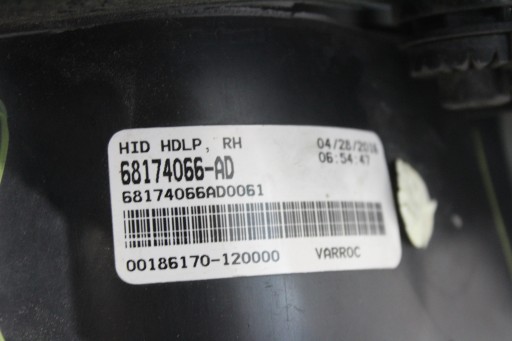 HID HDLP, RH 04/28/2016
68174066-AD 06:54:47
68174066AD0061
00186170-120000 VARROC